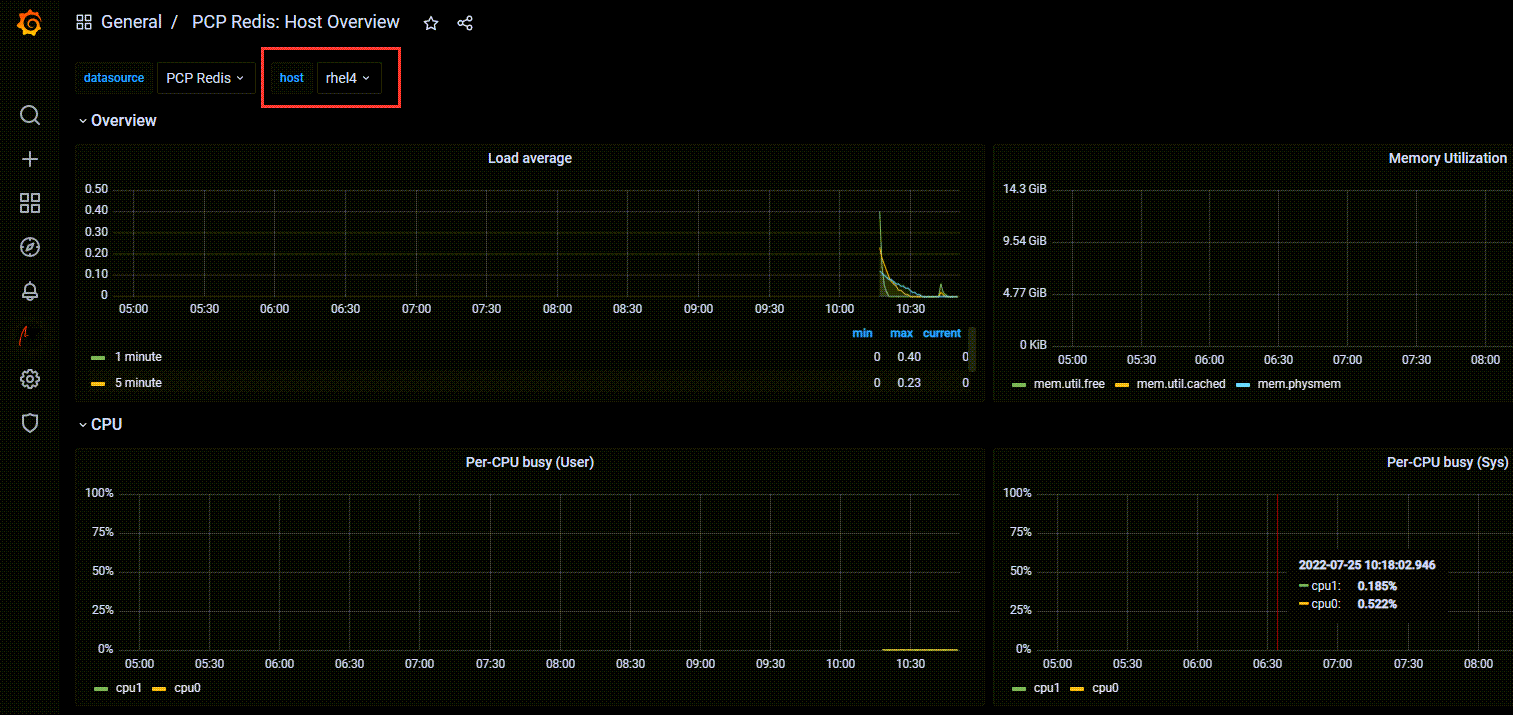 General / PCP Redis: Host Overview
datasource PCP Redis host rhel4
Overview
Load average
0.50
0.40
0.30
0.20
0.10
0
05:00 05:30 06:00 06:30 07:00 07:30 08:00 08:30 09:00 09:30 10:00 10:30
min max current
1 minute 0 0.40 0
5 minute 0 0.23 0
Memory Utilization
14.3 GiB
9.54 GiB
4.77 GiB
0 KiB
05:00 05:30 06:00 06:30 07:00 07:30 08:00
mem.util.free mem.util.cached mem.physmem
CPU
Per-CPU busy (User)
100%
75%
50%
25%
0%
05:00 05:30 06:00 06:30 07:00 07:30 08:00 08:30 09:00 09:30 10:00 10:30
cpu1 cpu0
Per-CPU busy (Sys)
100%
75%
50%
25%
0%
2022-07-25 10:18:02.946
cpu1: 0.185%
cpu0: 0.522%
05:00 05:30 06:00 06:30 07:00 07:30 08:00
cpu1 cpu0